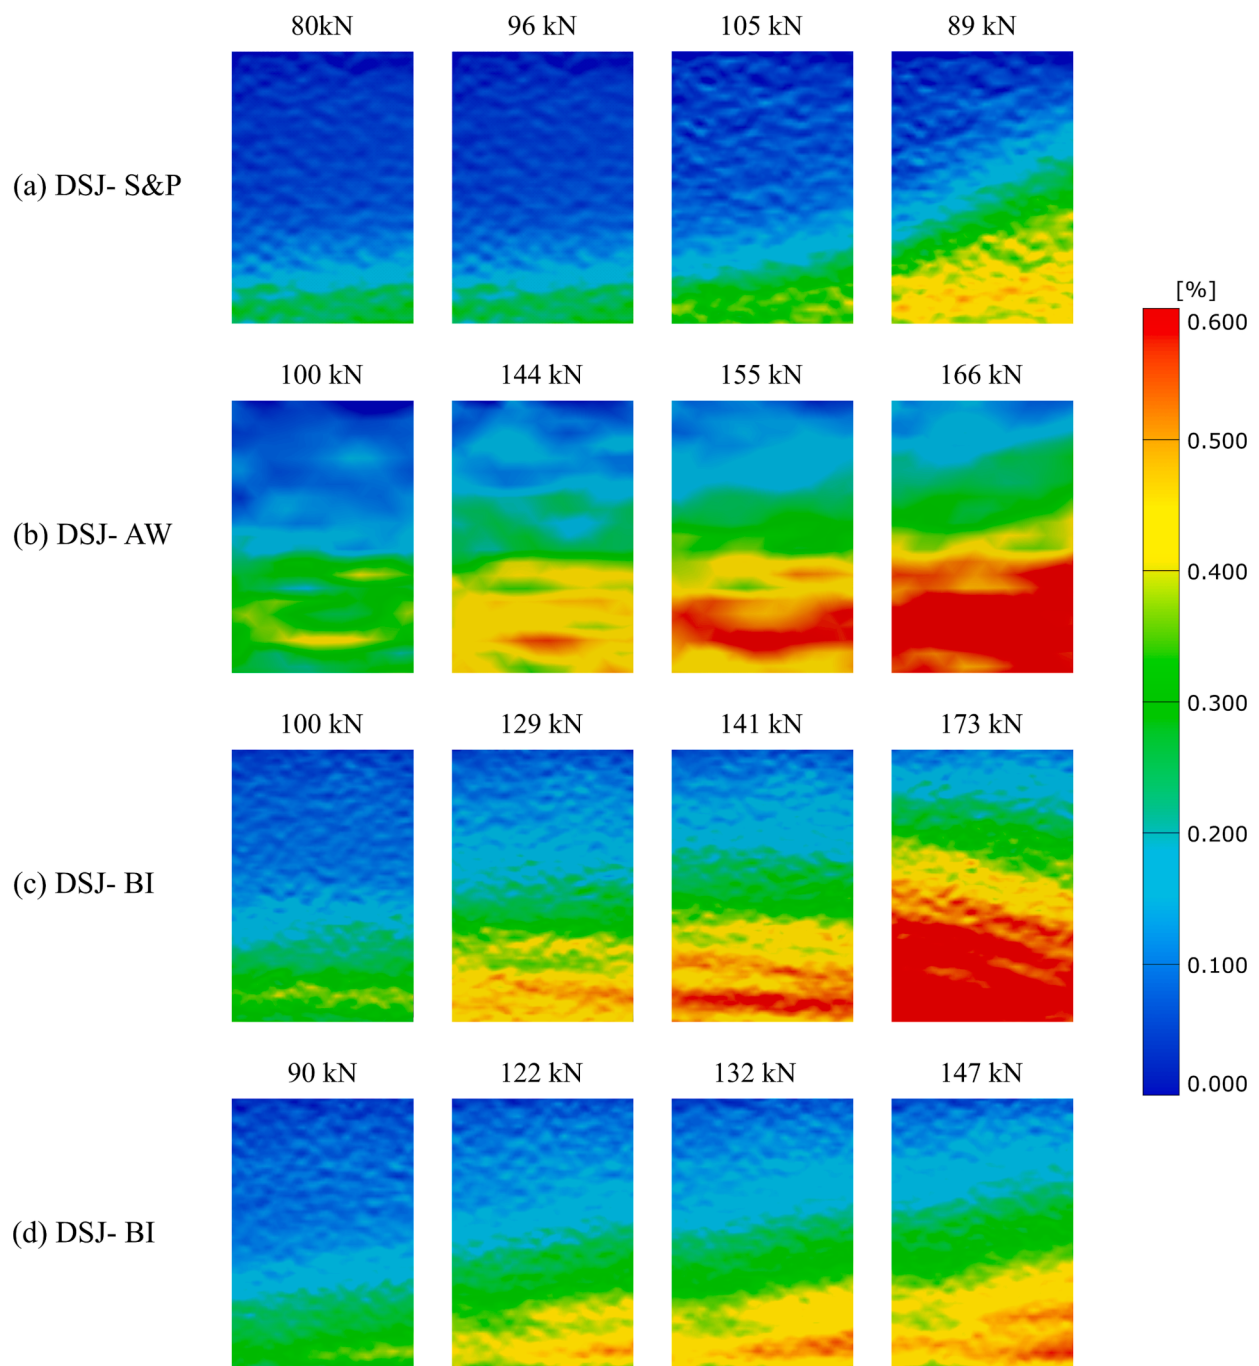 80kN 96 kN 105 kN 89 kN
(a) DSJ- S&P
[%]
0.600
100 kN 144 kN 155 kN 166 kN
0.500
(b) DSJ- AW
0.400
0.300
100 kN 129 kN 141 kN 173 kN
0.200
(c) DSJ- BI
0.100
90 kN 122 kN 132 kN 147 kN
0.000
(d) DSJ- BI